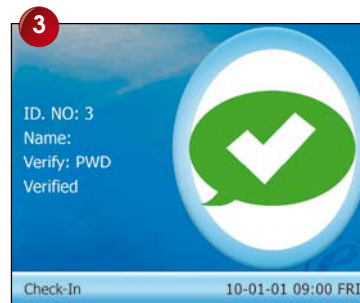 3
ID. NO: 3
Name:
Verify: PWD
Verified
Check-In 10-01-01 09:00 FRI